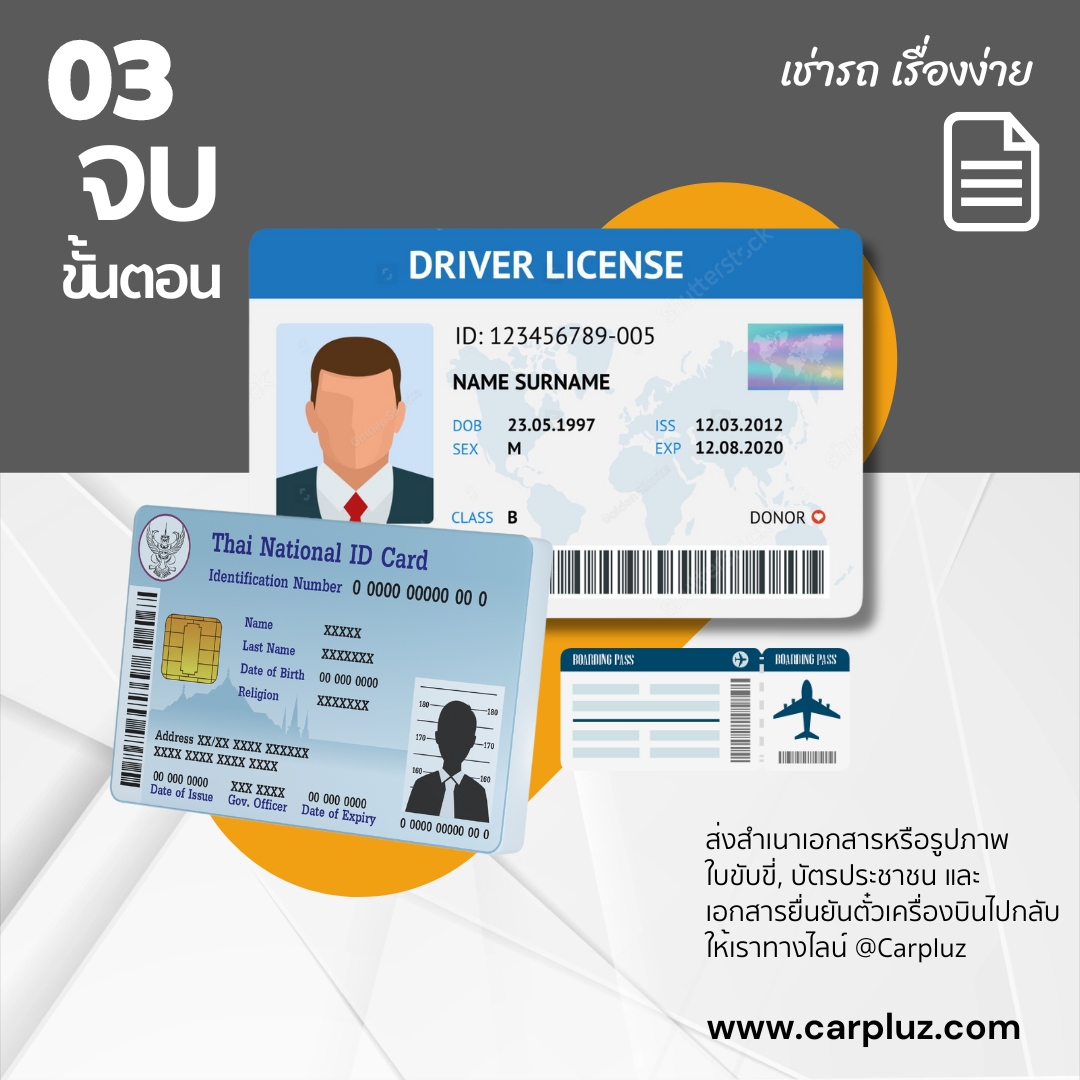 03
จบ
ขั้นตอน
เช่ารถ เรื่องง่าย
DRIVER LICENSE
shutterstock
ID: 123456789-005
NAME SURNAME
DOB 23.05.1997 ISS 12.03.2012
SEX M EXP 12.08.2020
CLASS B DONOR
Thai National ID Card
Identification Number 0 0000 00000 00 0
Name XXXXX
Last Name XXXXXXX
Date of Birth 00 000 0000
Religion XXXXXXX
180 180
170 170
160 160
Address XX/XX XXXX XXXXXX
XXXX XXXX XXXX XXXX
00 000 0000 XXX XXXX 00 000 0000
Date of Issue Gov. Officer Date of Expiry
0 0000 00000 00 0
BOARDING PASS BOARDING PASS
ส่งสำเนาเอกสารหรือรูปภาพ
ใบขับขี่, บัตรประชาชน และ
เอกสารยื่นยันตั๋วเครื่องบินไปกลับ
ให้เราทางไลน์ @Carpluz
www.carpluz.com